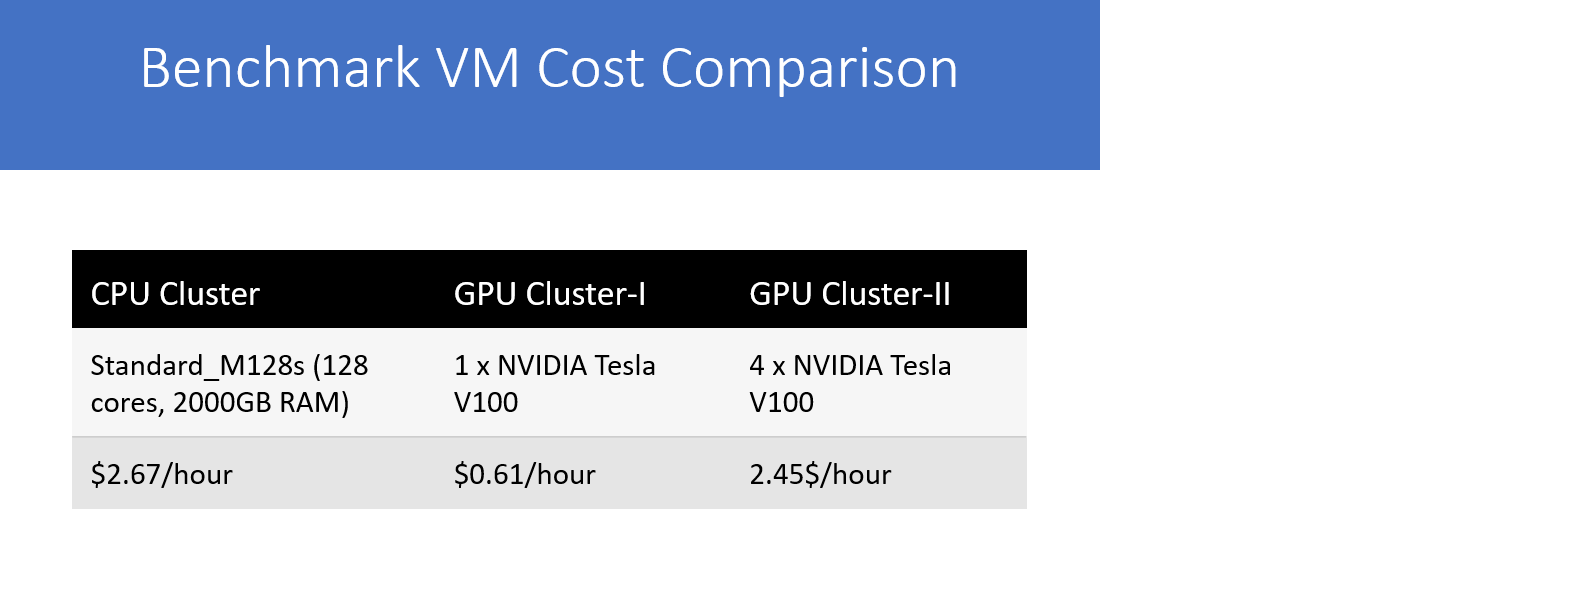 Benchmark VM Cost Comparison
CPU Cluster
GPU Cluster-I
GPU Cluster-II
Standard_M128s (128
cores, 2000GB RAM)
1 x NVIDIA Tesla
V100
4 x NVIDIA Tesla
V100
$2.67/hour
$0.61/hour
2.45$/hour